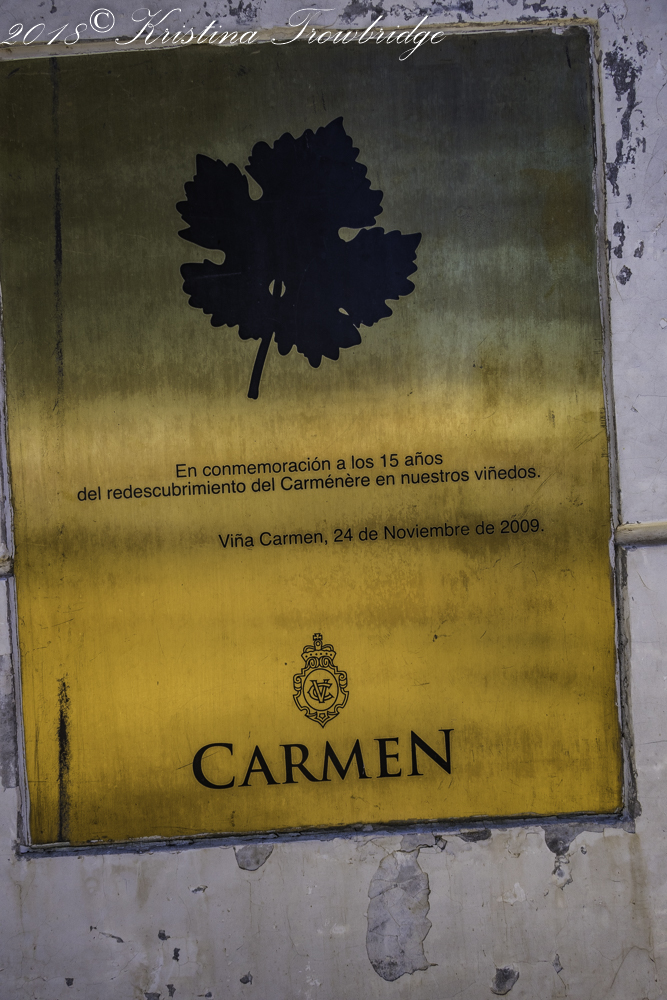 2018© Kristina Trowbridge
En conmemoración a los 15 años
del redescubrimiento del Carménère en nuestros viñedos.
Viña Carmen, 24 de Noviembre de 2009.
VC
CARMEN